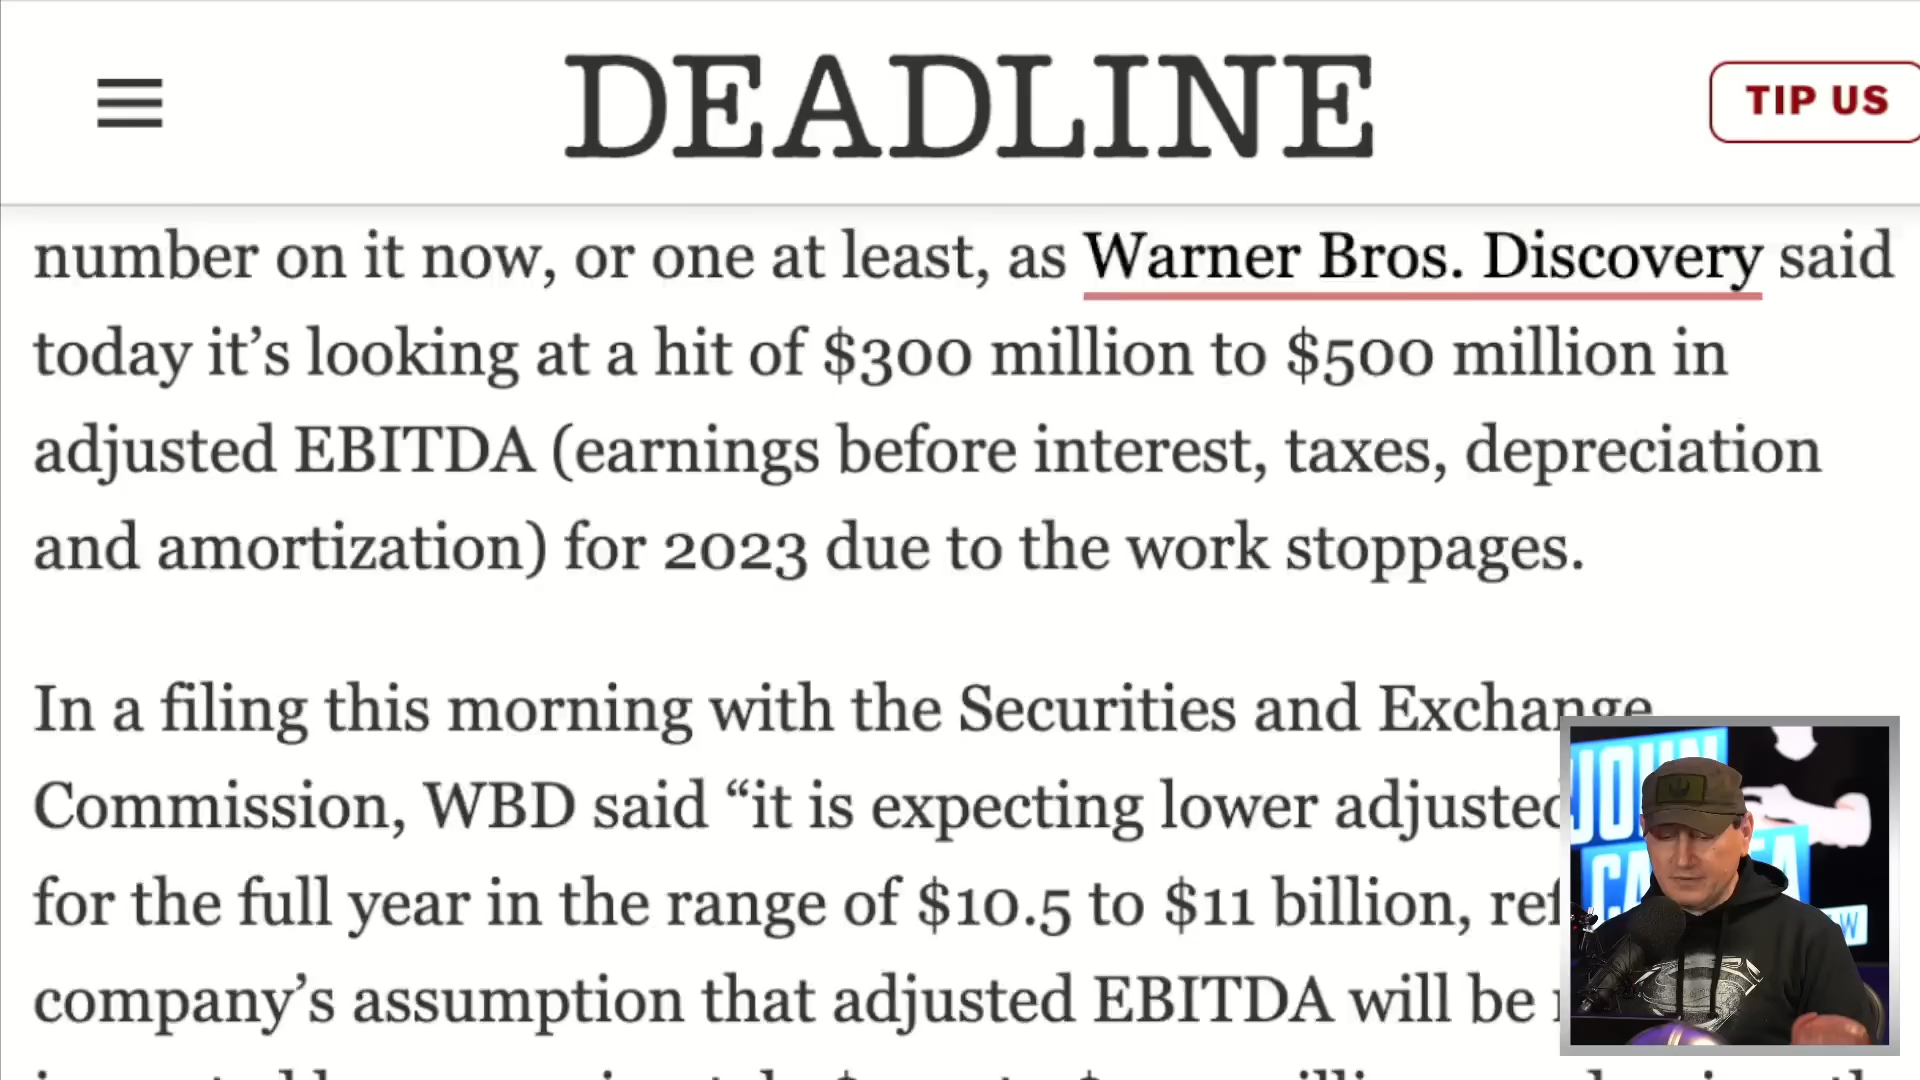 DEADLINE
TIP US
number on it now, or one at least, as Warner Bros. Discovery said
today it’s looking at a hit of $300 million to $500 million in
adjusted EBITDA (earnings before interest, taxes, depreciation
and amortization) for 2023 due to the work stoppages.
In a filing this morning with the Securities and Exchange
Commission, WBD said “it is expecting lower adjusted
for the full year in the range of $10.5 to $11 billion,
company’s assumption that adjusted EBITDA will be
JOHN